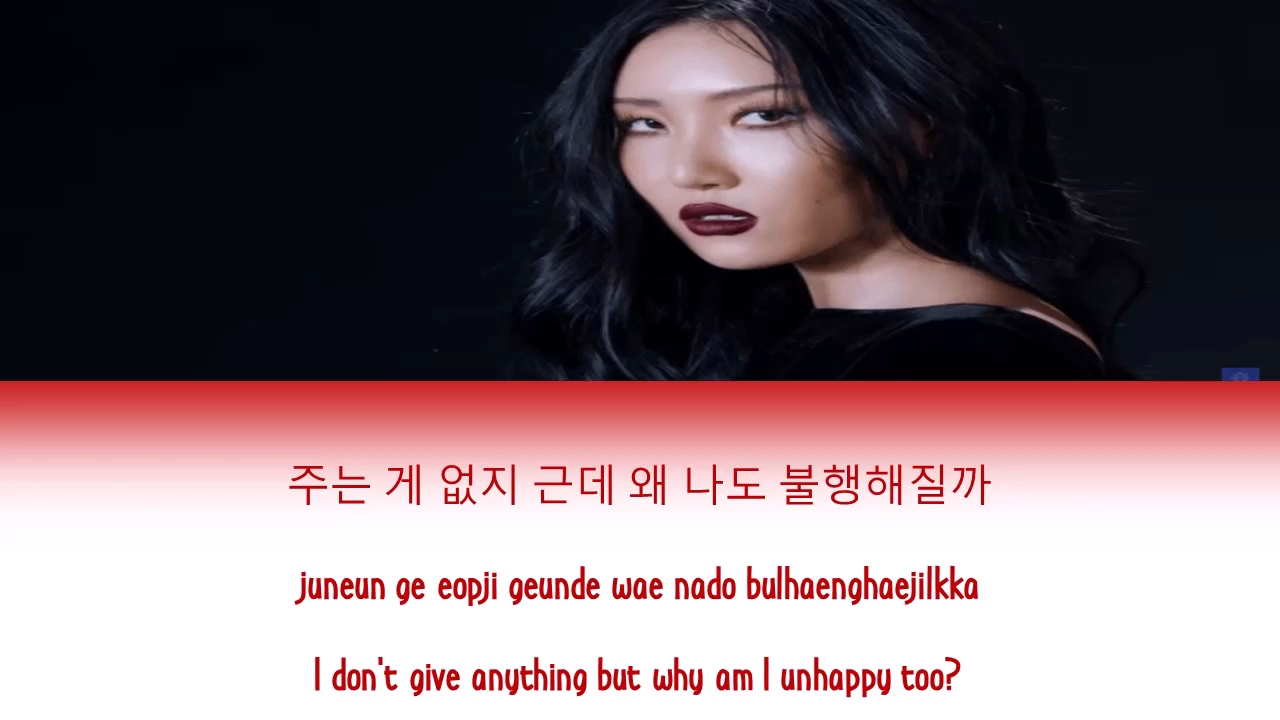 주는 게 없지 근데 왜 나도 불행해질까
juneun ge eopji geunde wae nado bulhaenghaejilkka
I don't give anything but why am I unhappy too?